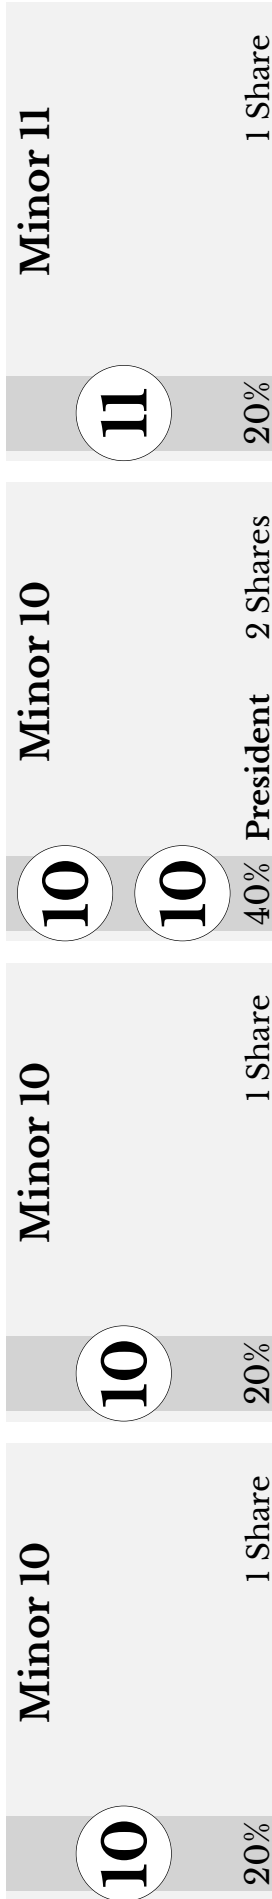 Minor 11
11
20%
1 Share
Minor 10
10
10
40% President 2 Shares
Minor 10
10
20%
1 Share
Minor 10
10
20%
1 Share